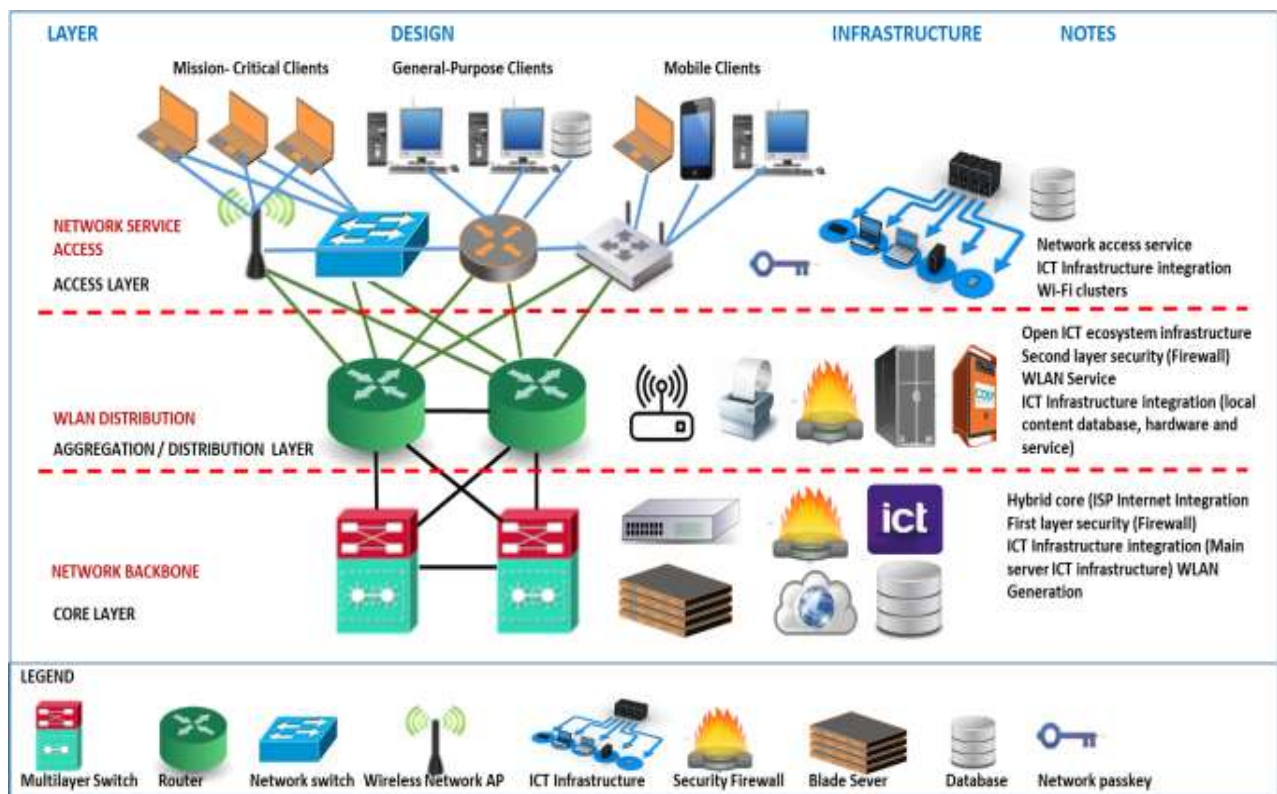 LAYER
DESIGN
INFRASTRUCTURE
NOTES
Mission- Critical Clients
General-Purpose Clients
Mobile Clients
NETWORK SERVICE
ACCESS
ACCESS LAYER
Network access service
ICT Infrastructure integration
Wi-Fi clusters
WLAN DISTRIBUTION
AGGREGATION / DISTRIBUTION LAYER
Open ICT ecosystem infrastructure
Second layer security (Firewall)
WLAN Service
ICT Infrastructure integration (local
content database, hardware and
service)
NETWORK BACKBONE
CORE LAYER
ict
Hybrid core (ISP Internet Integration
First layer security (Firewall)
ICT Infrastructure integration (Main
server ICT infrastructure) WLAN
Generation
LEGEND
Multilayer Switch
Router
Network switch
Wireless Network AP
ICT Infrastructure
Security Firewall
Blade Sever
Database
Network passkey